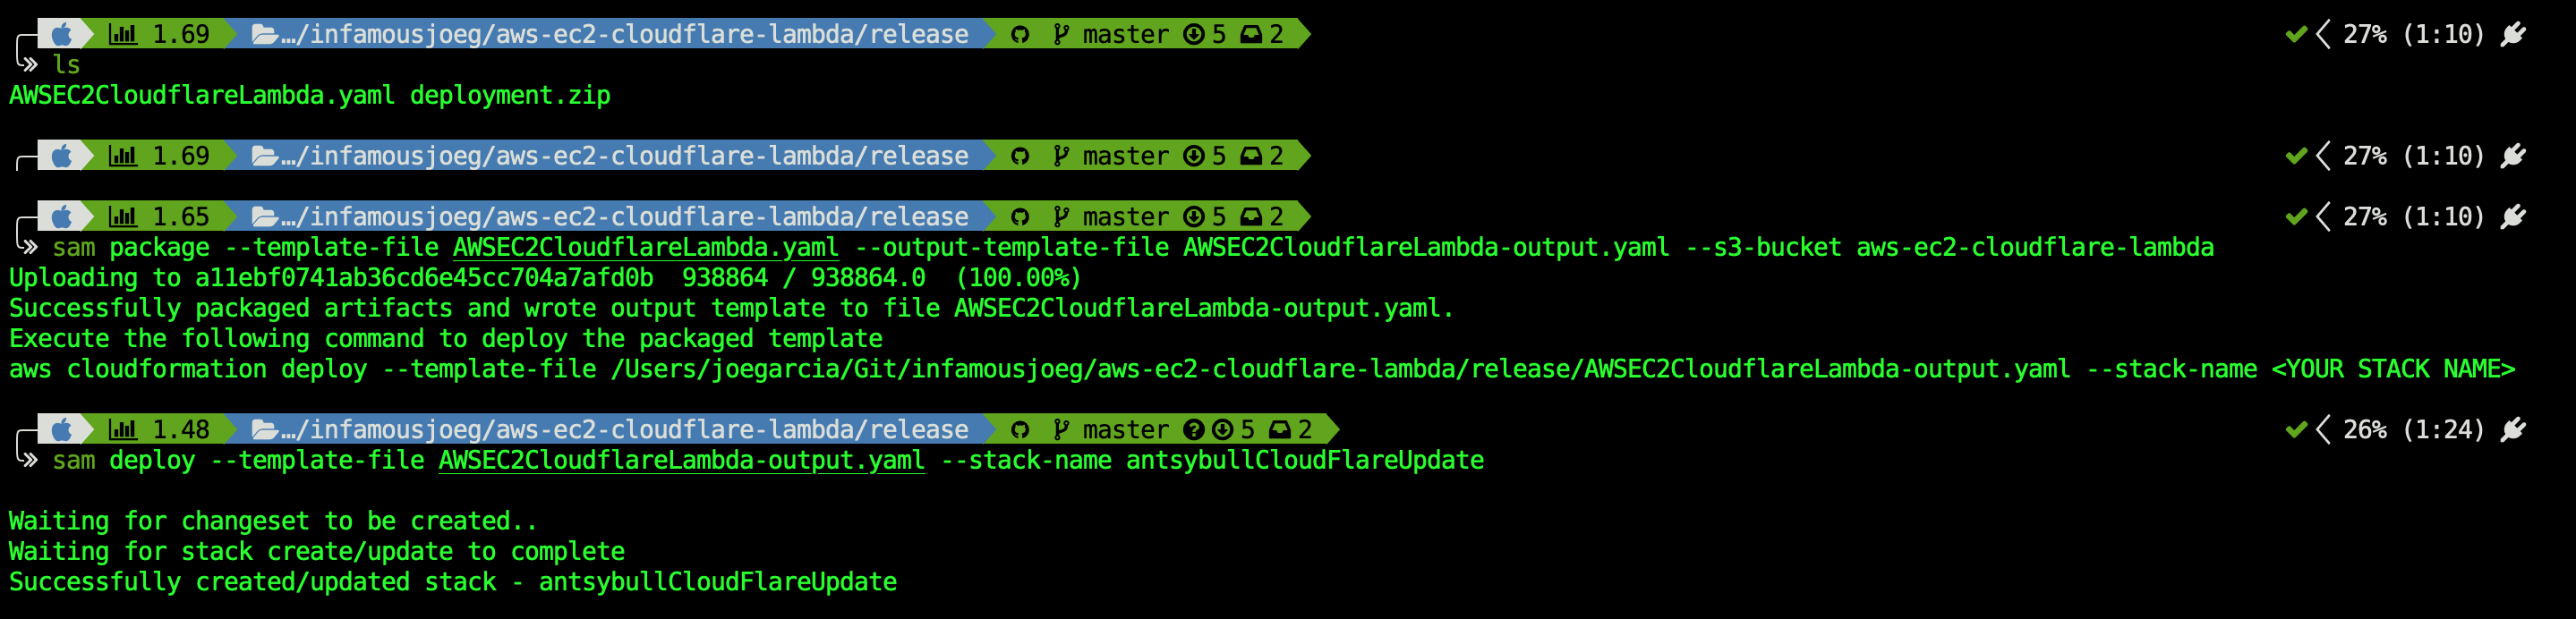 1.69 …/infamousjoeg/aws-ec2-cloudflare-lambda/release master 5 2 27% (1:10)
ls
AWSEC2CloudflareLambda.yaml deployment.zip
1.69 …/infamousjoeg/aws-ec2-cloudflare-lambda/release master 5 2 27% (1:10)
1.65 …/infamousjoeg/aws-ec2-cloudflare-lambda/release master 5 2 27% (1:10)
sam package --template-file AWSEC2CloudflareLambda.yaml --output-template-file AWSEC2CloudflareLambda-output.yaml --s3-bucket aws-ec2-cloudflare-lambda
Uploading to a11ebf0741ab36cd6e45cc704a7afd0b 938864 / 938864.0 (100.00%)
Successfully packaged artifacts and wrote output template to file AWSEC2CloudflareLambda-output.yaml.
Execute the following command to deploy the packaged template
aws cloudformation deploy --template-file /Users/joegarcia/Git/infamousjoeg/aws-ec2-cloudflare-lambda/release/AWSEC2CloudflareLambda-output.yaml --stack-name <YOUR STACK NAME>
1.48 …/infamousjoeg/aws-ec2-cloudflare-lambda/release master ? 5 2 26% (1:24)
sam deploy --template-file AWSEC2CloudflareLambda-output.yaml --stack-name antsybullCloudFlareUpdate
Waiting for changeset to be created..
Waiting for stack create/update to complete
Successfully created/updated stack - antsybullCloudFlareUpdate